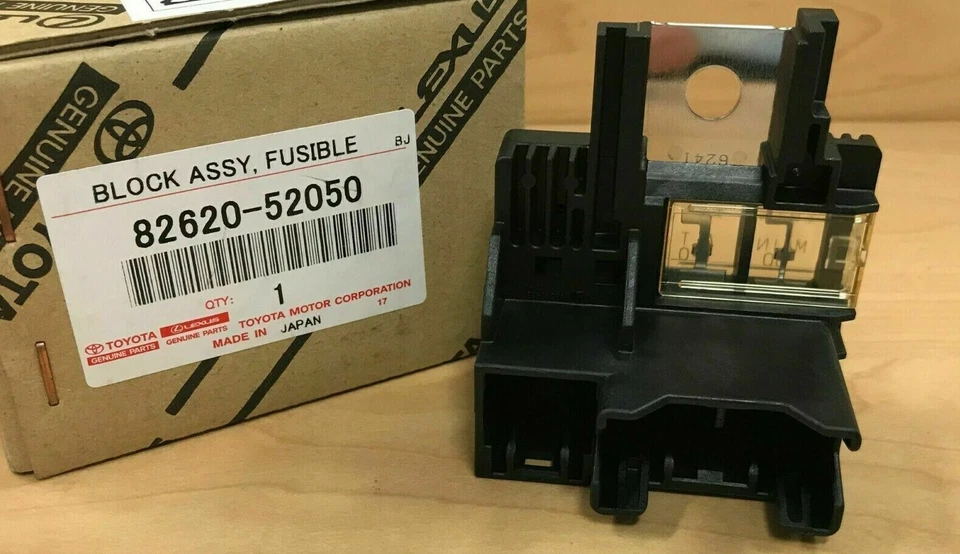 LEXUS
GENUINE PARTS
TOYOTA
GENUINE
BLOCK ASSY, FUSIBLE BJ
82620-52050
QTY: 1
TOYOTA
GENUINE PARTS
LEXUS
GENUINE PARTS
TOYOTA MOTOR CORPORATION
17
MADE IN JAPAN
6241